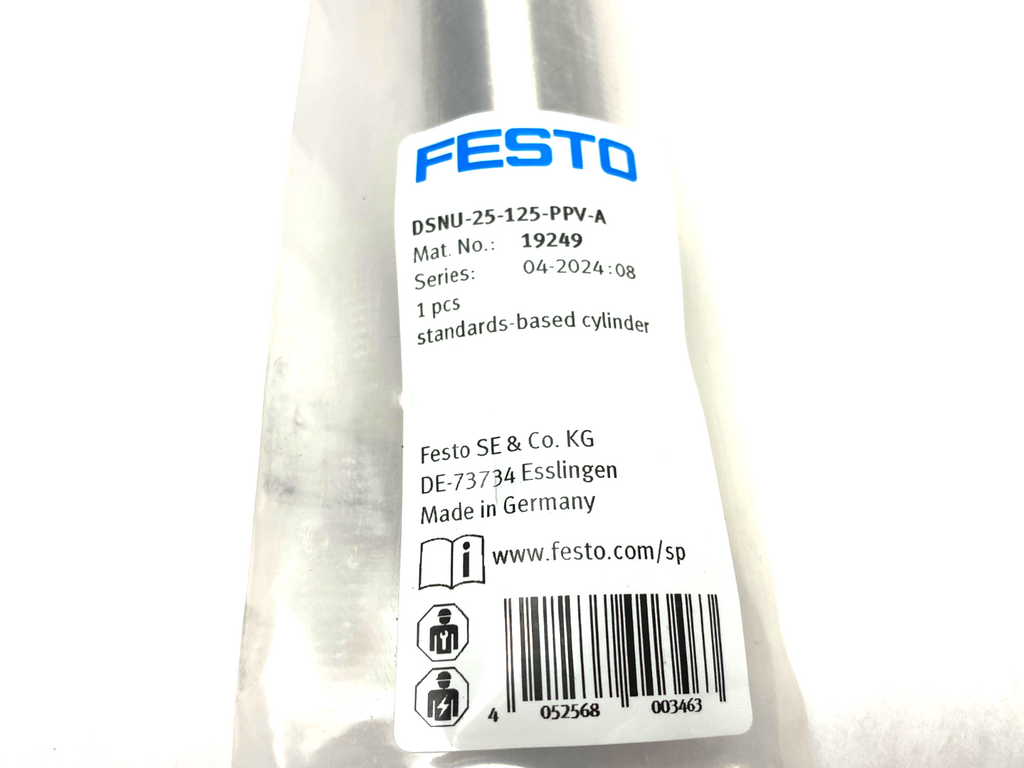 FESTO
DSNU-25-125-PPV-A
Mat. No.: 19249
Series: 04-2024:08
1 pcs
standards-based cylinder
Festo SE & Co. KG
DE-73734 Esslingen
Made in Germany
i www.festo.com/sp
4 052568 003463